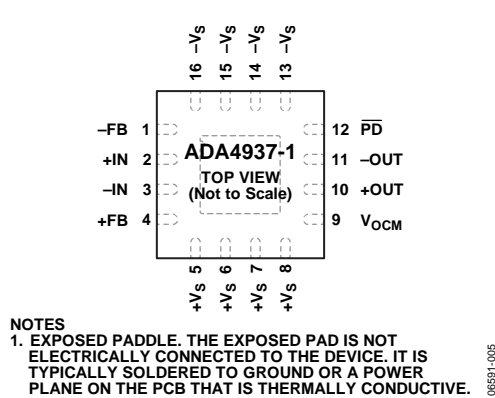 16 –VS
15 –VS
14 –VS
13 –VS
–FB 1
+IN 2
–IN 3
+FB 4
ADA4937-1
TOP VIEW
(Not to Scale)
12 PD
11 –OUT
10 +OUT
9 VOCM
+VS 5
+VS 6
+VS 7
+VS 8
NOTES
1. EXPOSED PADDLE. THE EXPOSED PAD IS NOT
ELECTRICALLY CONNECTED TO THE DEVICE. IT IS
TYPICALLY SOLDERED TO GROUND OR A POWER
PLANE ON THE PCB THAT IS THERMALLY CONDUCTIVE.
06591-005